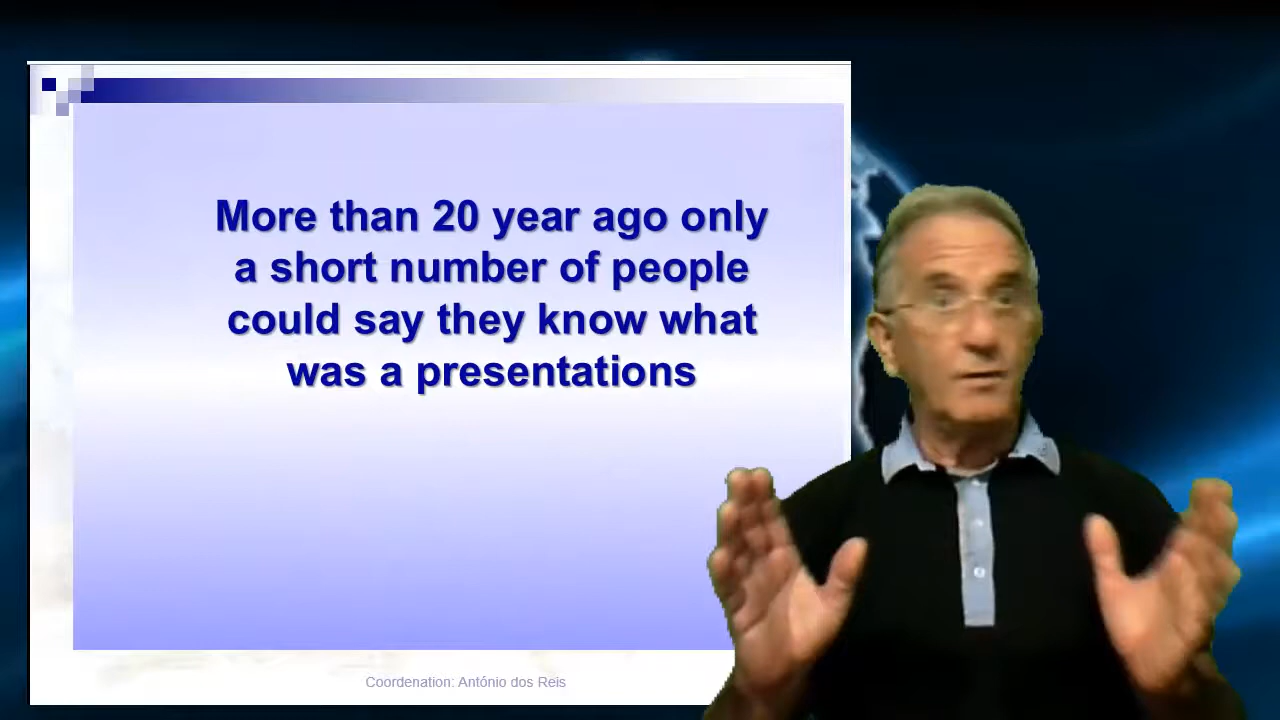 More than 20 year ago only
a short number of people
could say they know what
was a presentations
Coordenation: António dos Reis